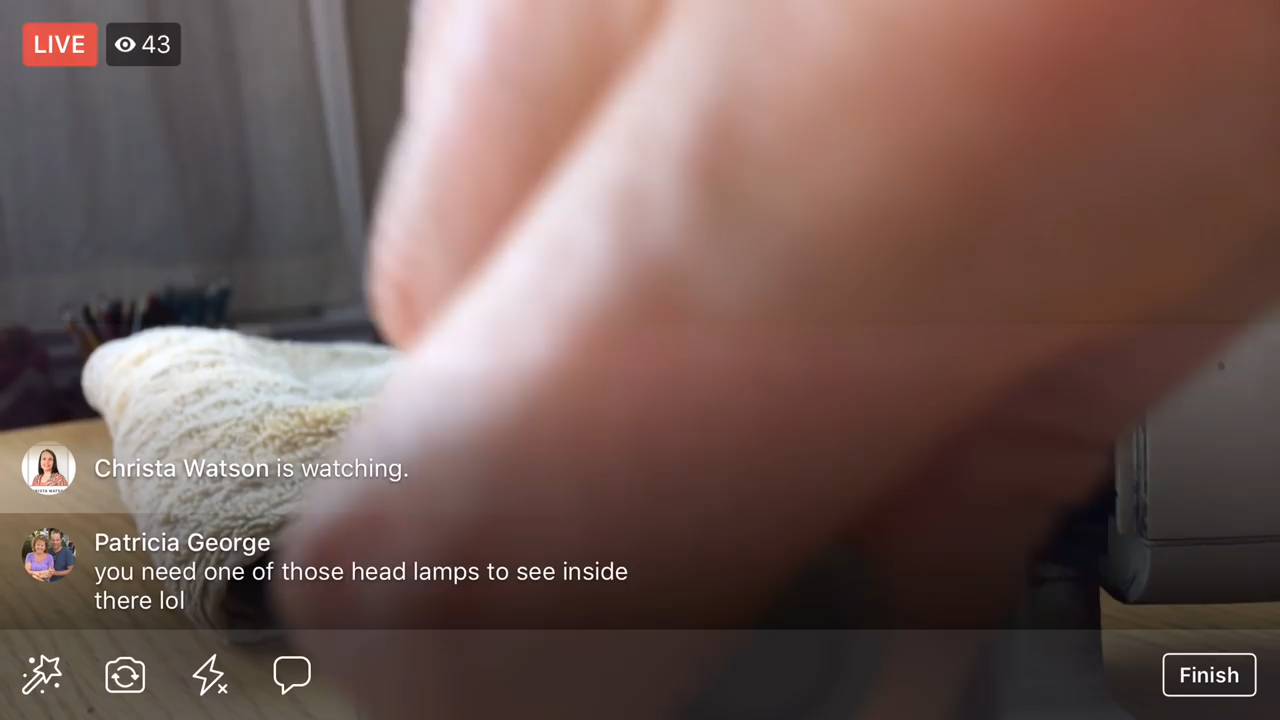 LIVE 43
Christa Watson is watching.
Patricia George
you need one of those head lamps to see inside
there lol
Finish